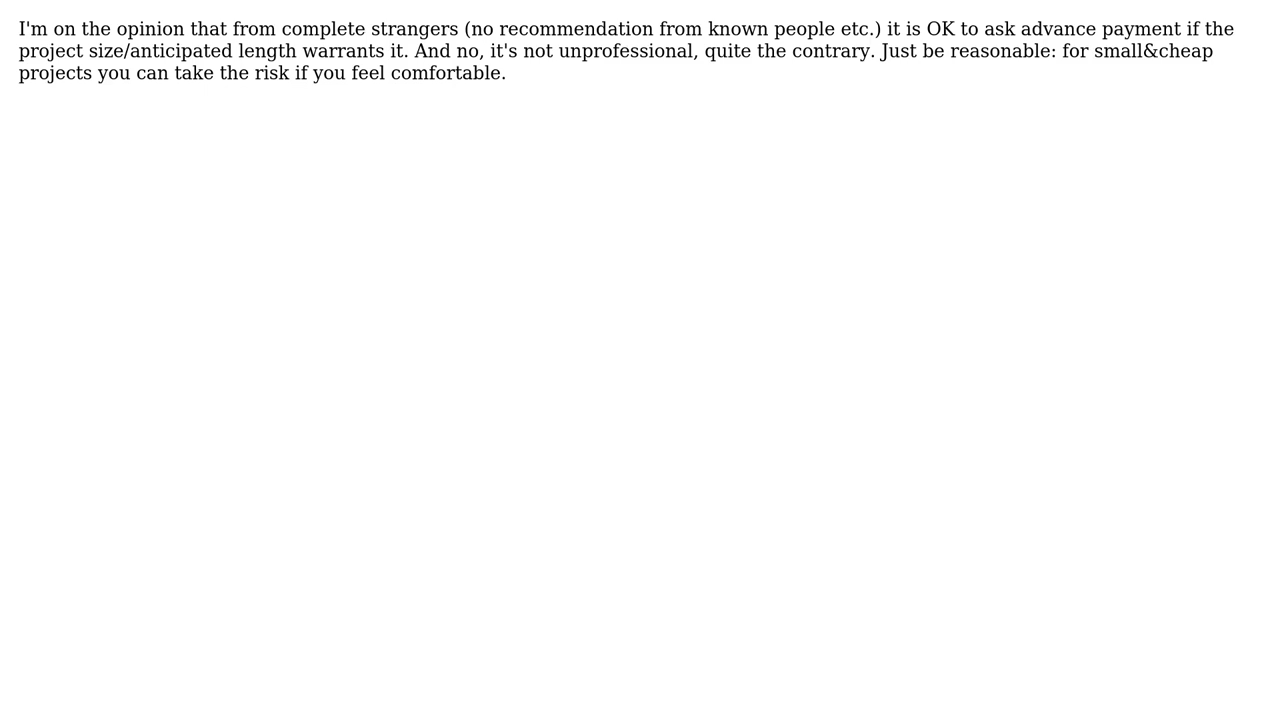 I'm on the opinion that from complete strangers (no recommendation from known people etc.) it is OK to ask advance payment if the
project size/anticipated length warrants it. And no, it's not unprofessional, quite the contrary. Just be reasonable: for small&cheap
projects you can take the risk if you feel comfortable.